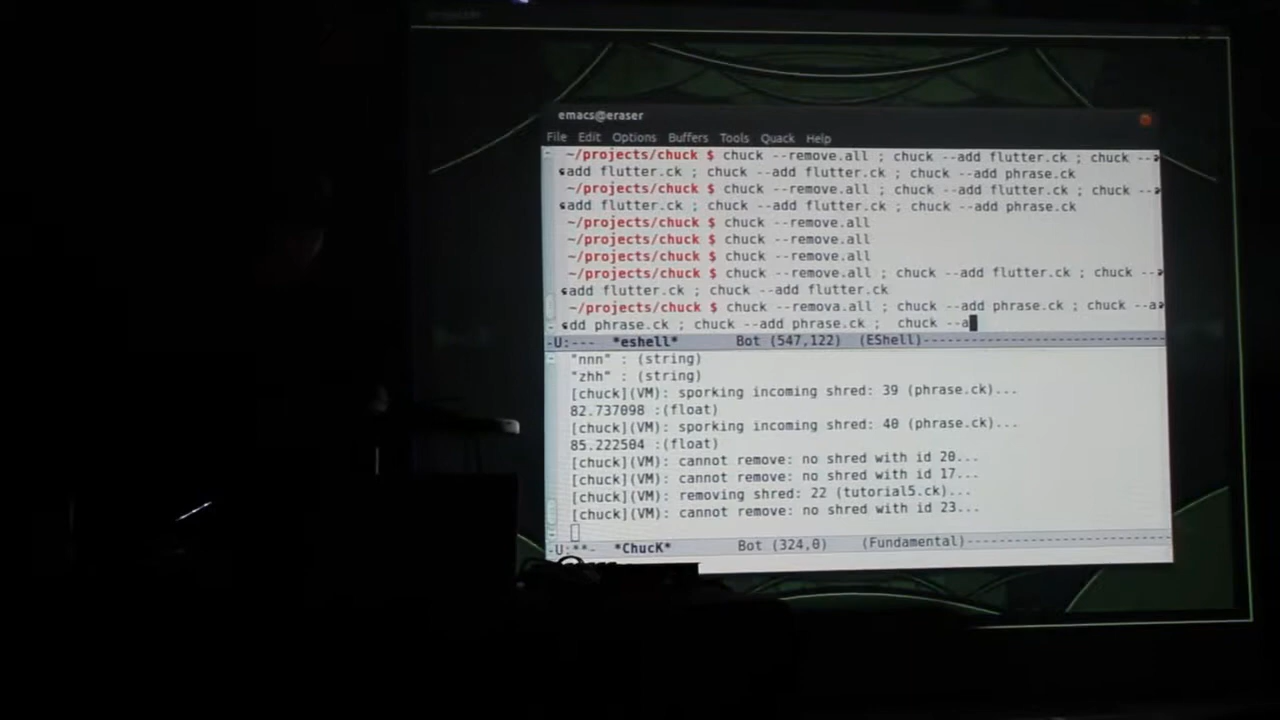 emacs@eraser
File Edit Options Buffers Tools Quack Help
~/projects/chuck $ chuck --remove.all ; chuck --add flutter.ck ; chuck --
add flutter.ck ; chuck --add flutter.ck ; chuck --add phrase.ck
~/projects/chuck $ chuck --remove.all ; chuck --add flutter.ck ; chuck --
add flutter.ck ; chuck --add flutter.ck ; chuck --add phrase.ck
~/projects/chuck $ chuck --remove.all
~/projects/chuck $ chuck --remove.all
~/projects/chuck $ chuck --remove.all
~/projects/chuck $ chuck --remove.all ; chuck --add flutter.ck ; chuck --
add flutter.ck ; chuck --add flutter.ck
~/projects/chuck $ chuck --remova.all ; chuck --add phrase.ck ; chuck --a
dd phrase.ck ; chuck --add phrase.ck ;  chuck --a
-U:--- *eshell* Bot (547,122) (EShell)-----------------------------
"nnn" : (string)
"zhh" : (string)
[chuck](VM): sporking incoming shred: 39 (phrase.ck)...
82.737098 :(float)
[chuck](VM): sporking incoming shred: 40 (phrase.ck)...
85.222504 :(float)
[chuck](VM): cannot remove: no shred with id 20...
[chuck](VM): cannot remove: no shred with id 17...
[chuck](VM): removing shred: 22 (tutorial5.ck)...
[chuck](VM): cannot remove: no shred with id 23...
-U:**- *ChucK* Bot (324,0) (Fundamental)-------------------------